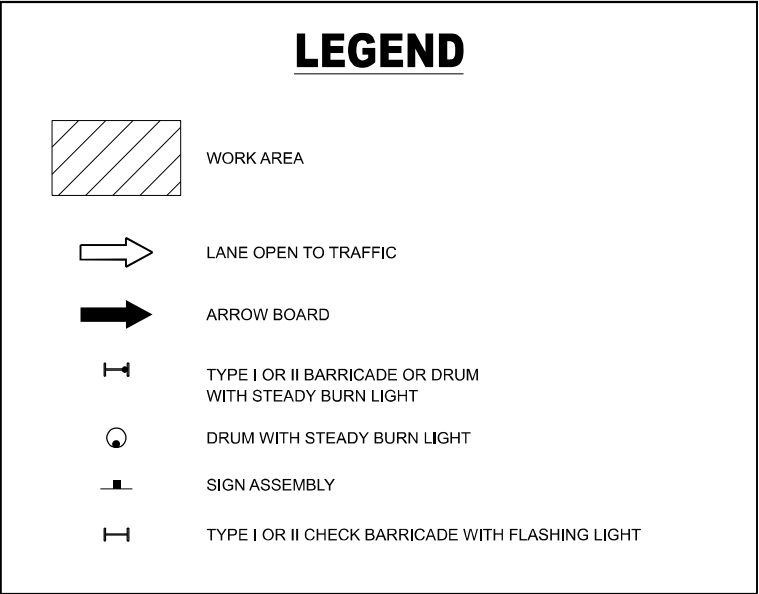 LEGEND
WORK AREA
LANE OPEN TO TRAFFIC
ARROW BOARD
TYPE I OR II BARRICADE OR DRUM
WITH STEADY BURN LIGHT
DRUM WITH STEADY BURN LIGHT
SIGN ASSEMBLY
TYPE I OR II CHECK BARRICADE WITH FLASHING LIGHT